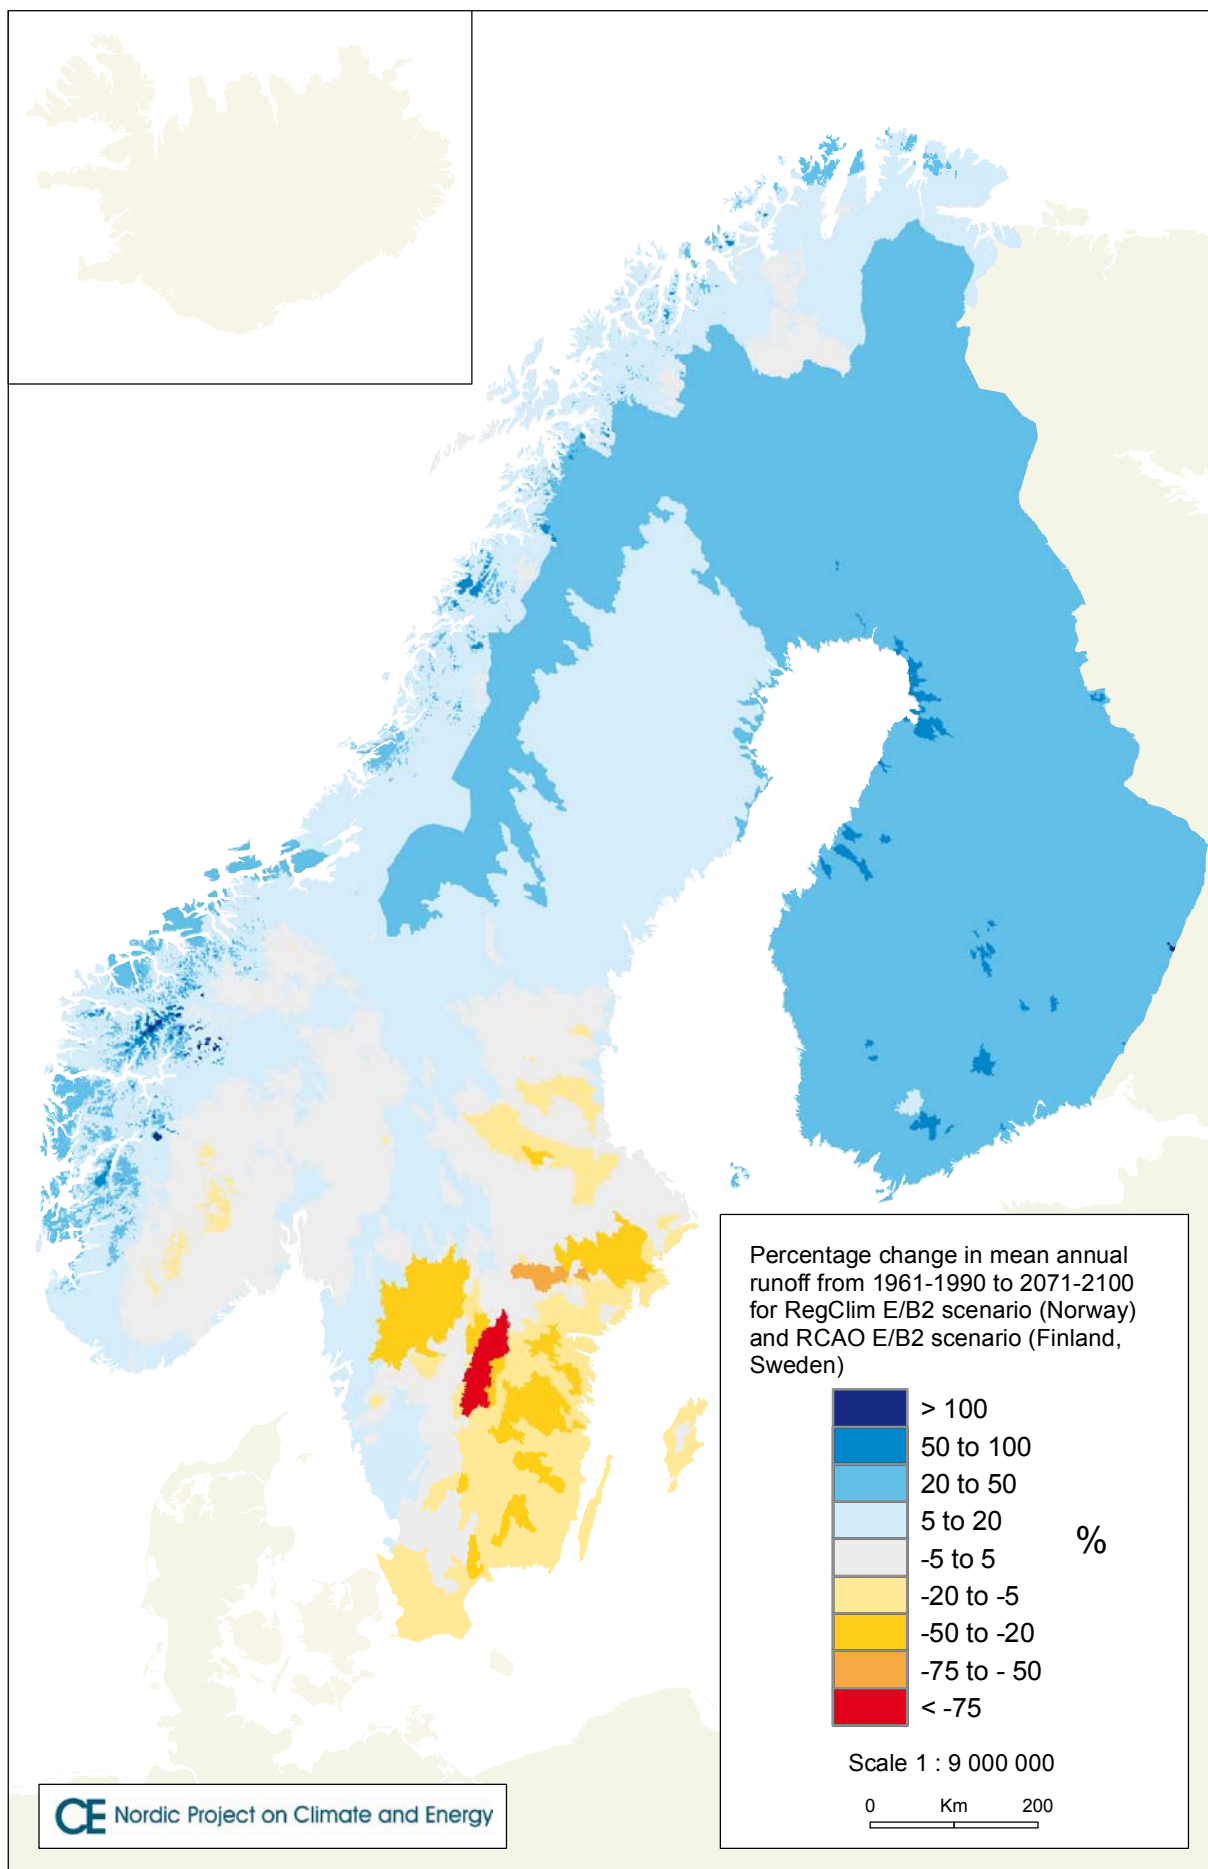 Percentage change in mean annual
runoff from 1961-1990 to 2071-2100
for RegClim E/B2 scenario (Norway)
and RCAO E/B2 scenario (Finland,
Sweden)
> 100
50 to 100
20 to 50
5 to 20
-5 to 5
%
-20 to -5
-50 to -20
-75 to - 50
< -75
Scale 1 : 9 000 000
0 Km 200
CE Nordic Project on Climate and Energy